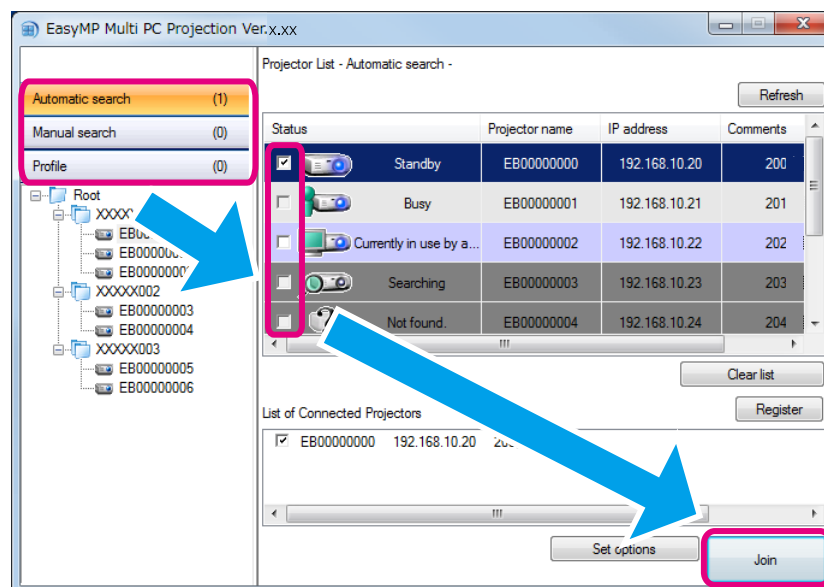 EasyMP Multi PC Projection Ver.x.xx
Projector List - Automatic search -
Refresh
Automatic search (1)
Manual search (0)
Profile (0)
Status Projector name IP address Comments
Standby EB00000000 192.168.10.20 200
Busy EB00000001 192.168.10.21 201
Currently in use by a... EB00000002 192.168.10.22 202
Searching EB00000003 192.168.10.23 203
Not found. EB00000004 192.168.10.24 204
Root
XXXXX002
EB00000003
EB00000004
XXXXX003
EB00000005
EB00000006
Clear list
List of Connected Projectors
Register
EB00000000 192.168.10.20
Set options
Join